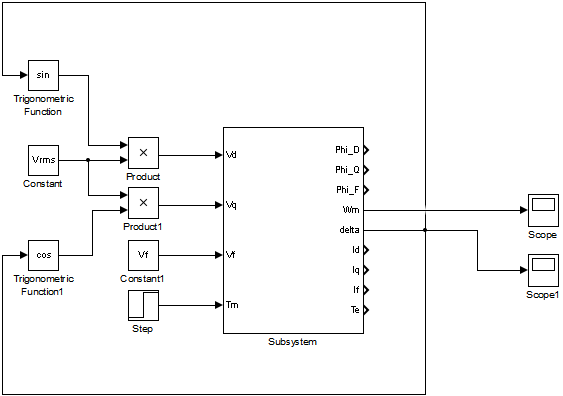 sin
Trigonometric
Function
Vrms
Constant
×
Product
×
Product1
cos
Trigonometric
Function1
Vf
Constant1
Step
Vd
Vq
Vf
Tm
Phi_D
Phi_Q
Phi_F
Wm
delta
Id
Iq
If
Te
Subsystem
Scope
Scope1